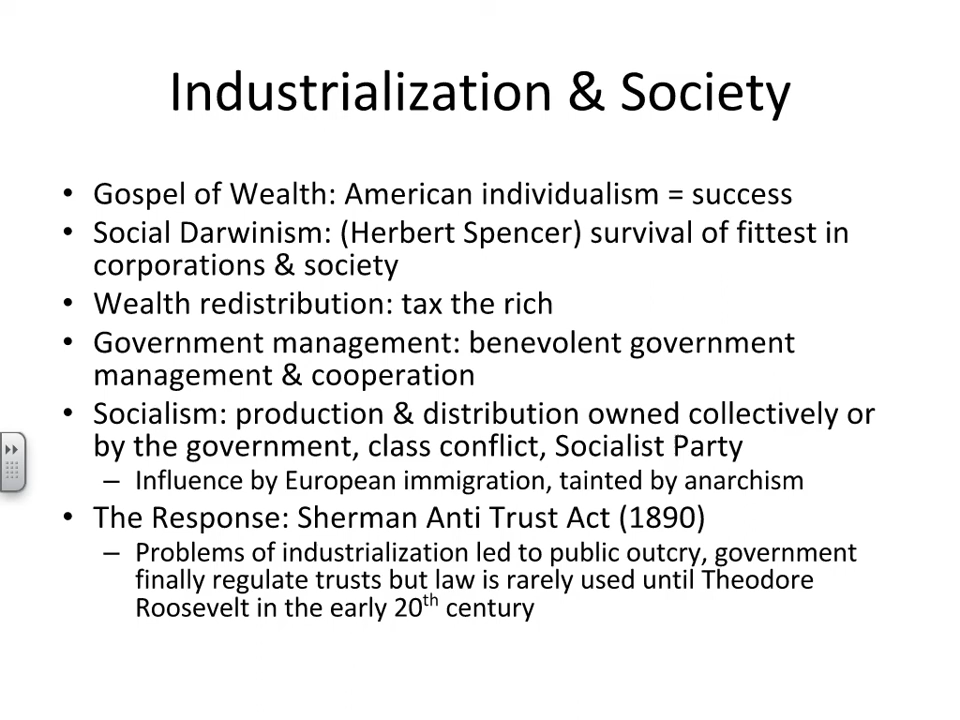 Industrialization & Society
• Gospel of Wealth: American individualism = success
• Social Darwinism: (Herbert Spencer) survival of fittest in
corporations & society
• Wealth redistribution: tax the rich
• Government management: benevolent government
management & cooperation
• Socialism: production & distribution owned collectively or
by the government, class conflict, Socialist Party
– Influence by European immigration, tainted by anarchism
• The Response: Sherman Anti Trust Act (1890)
– Problems of industrialization led to public outcry, government
finally regulate trusts but law is rarely used until Theodore
Roosevelt in the early 20th century